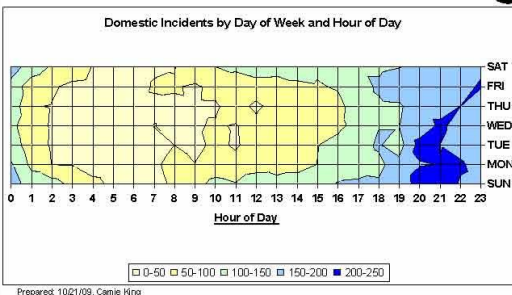 Domestic Incidents by Day of Week and Hour of Day
SAT
FRI
THU
WED
TUE
MON
SUN
0 1 2 3 4 5 6 7 8 9 10 11 12 13 14 15 16 17 18 19 20 21 22 23
Hour of Day
0-50 50-100 100-150 150-200 200-250
Prepared: 10/21/09, Camie King